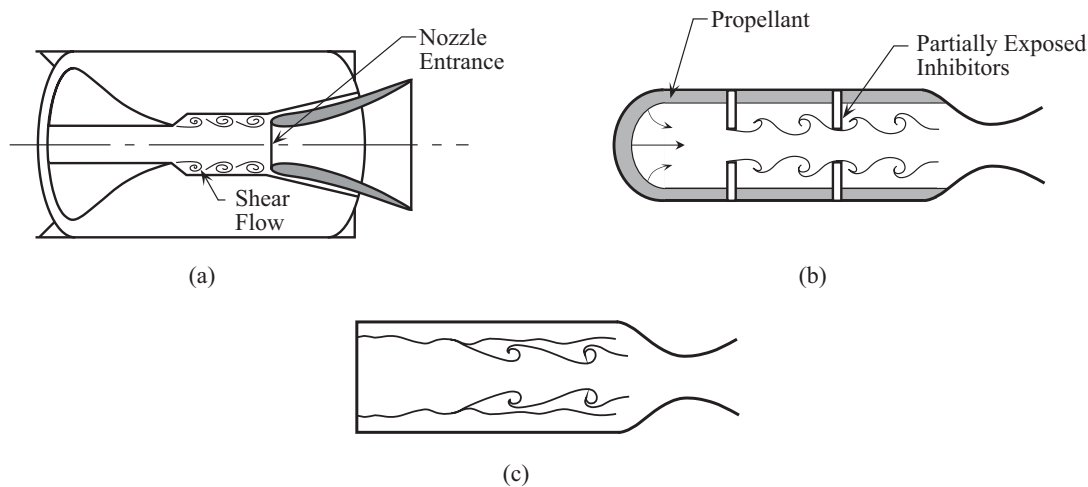 Nozzle
Entrance
Shear
Flow
(a)
Propellant
Partially Exposed
Inhibitors
(b)
(c)